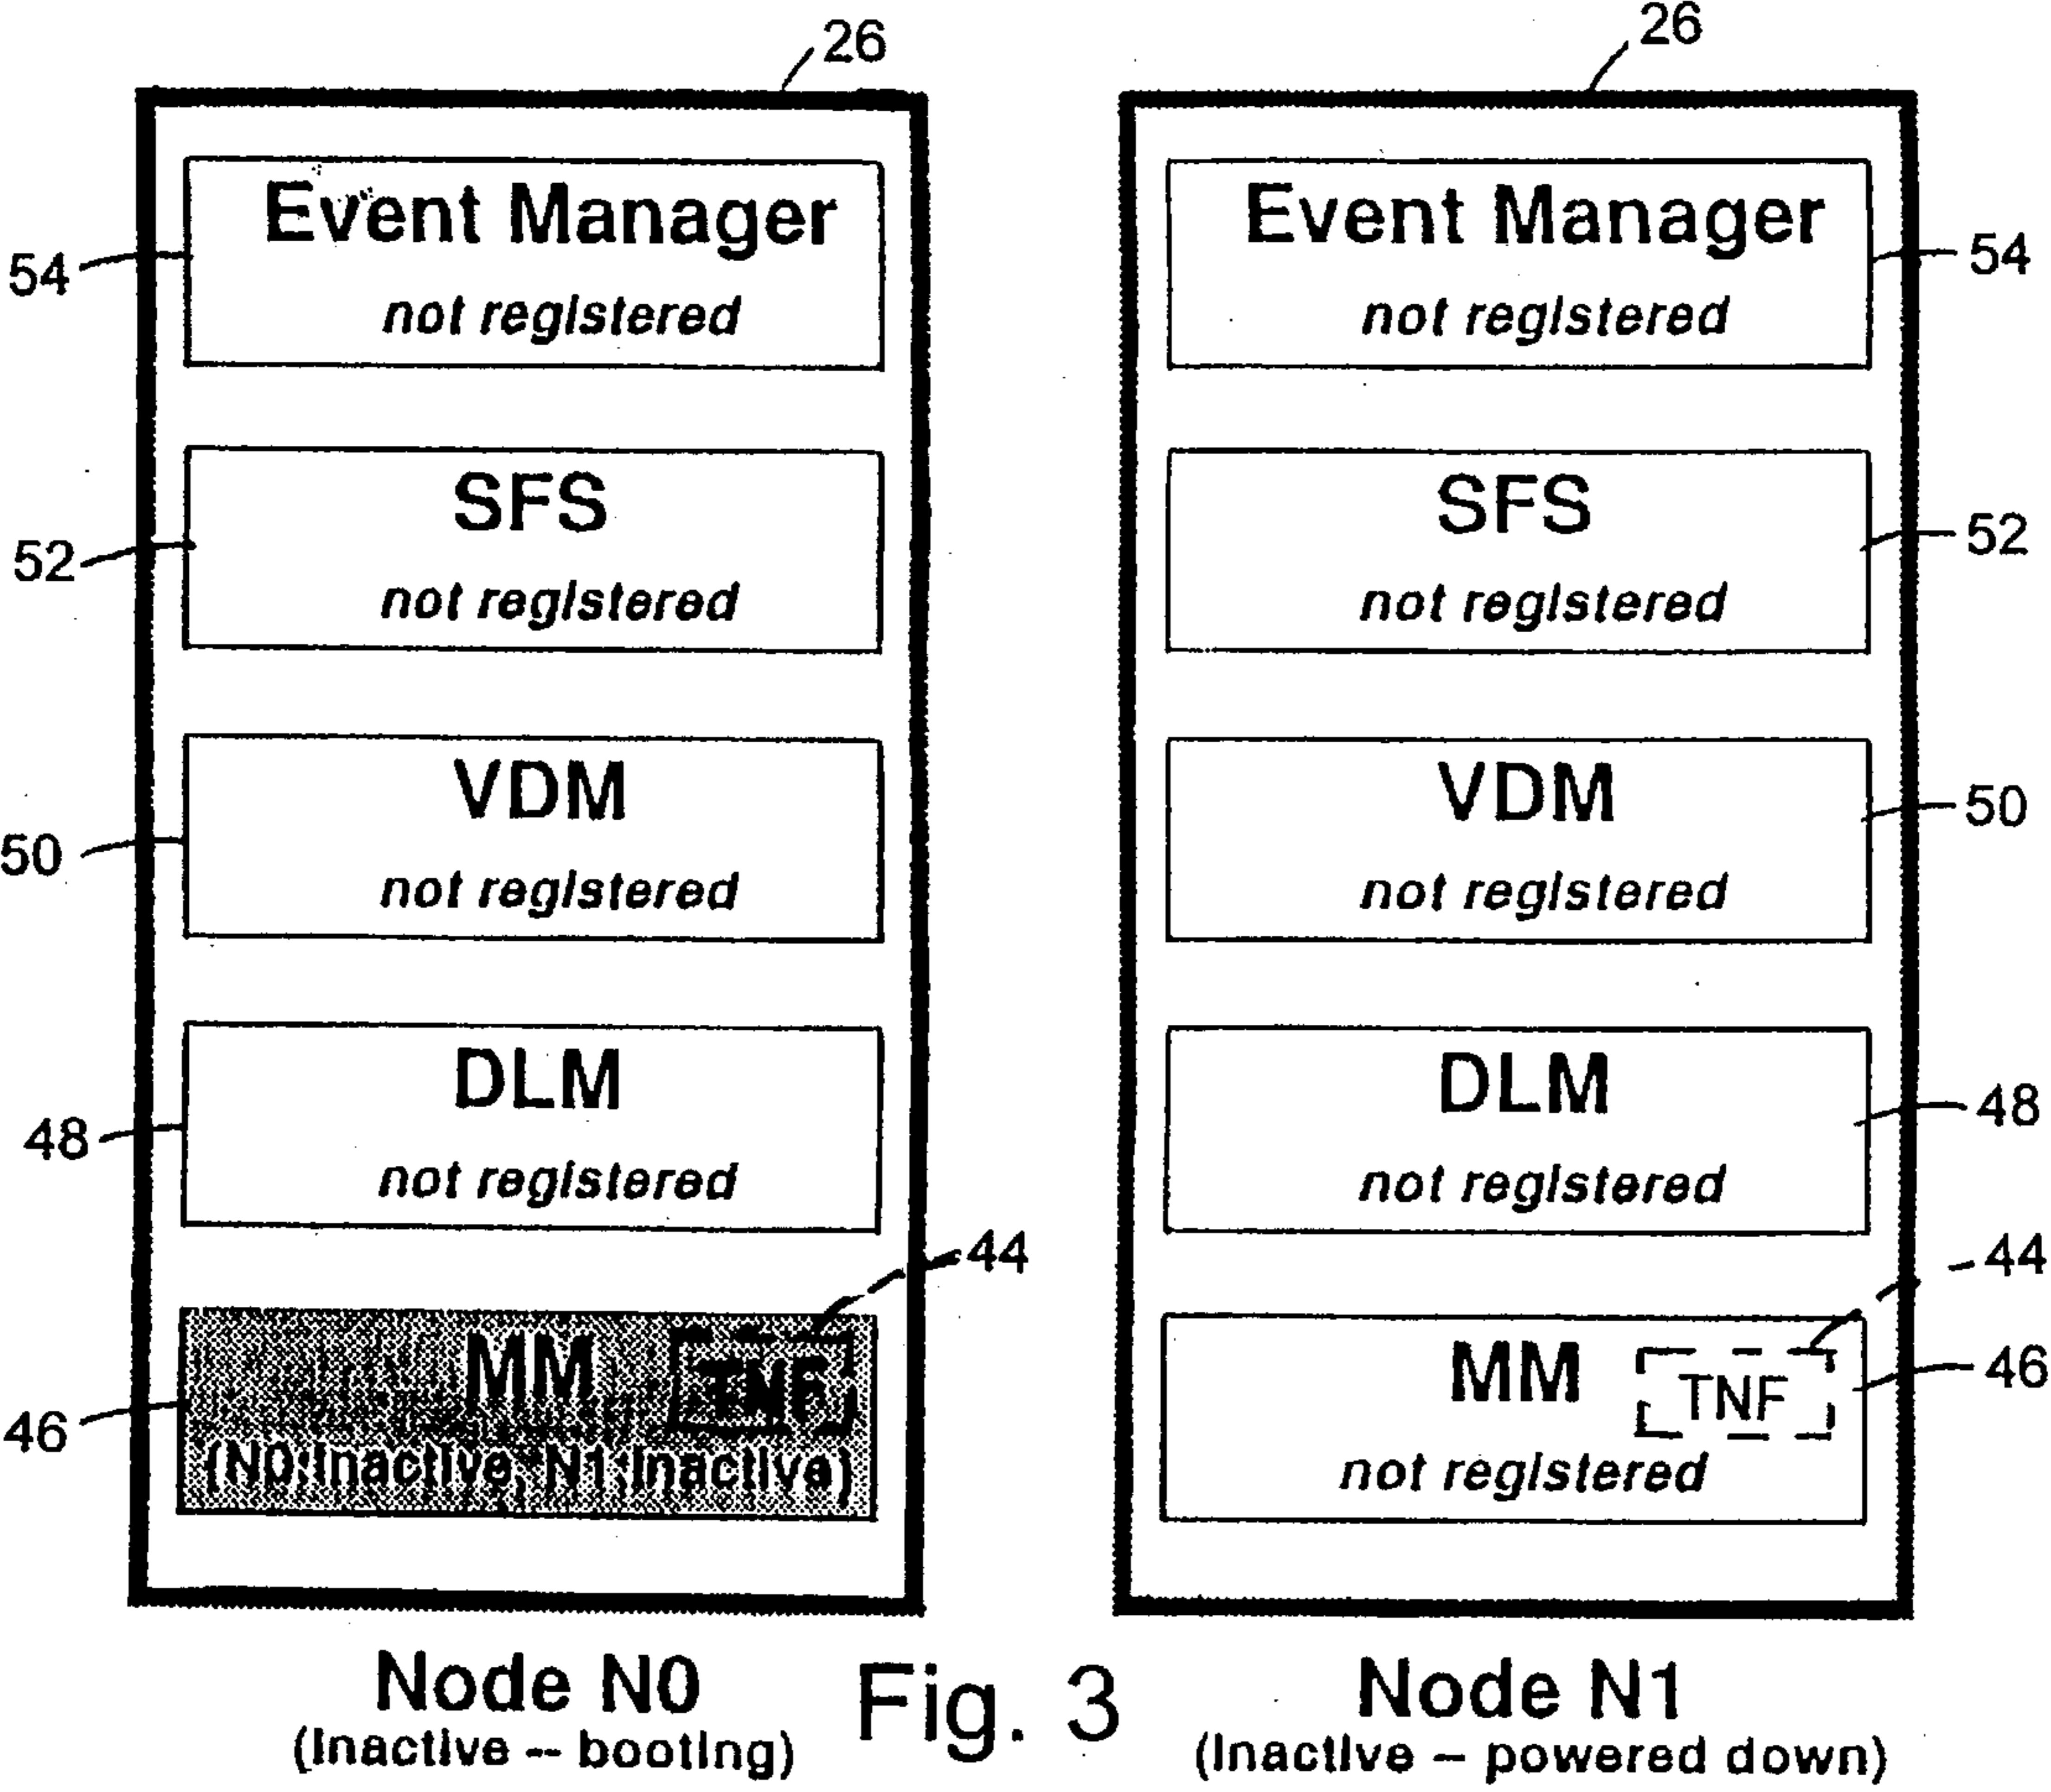 26
Event Manager
not registered
54
SFS
not registered
52
VDM
not registered
50
DLM
not registered
48
44
MM
TNF
(N0:Inactive, N1:Inactive)
46
Node N0
(Inactive -- booting)
26
Event Manager
not registered
54
SFS
not registered
52
VDM
not registered
50
DLM
not registered
48
44
MM
TNF
not registered
46
Node N1
(Inactive – powered down)
Fig. 3